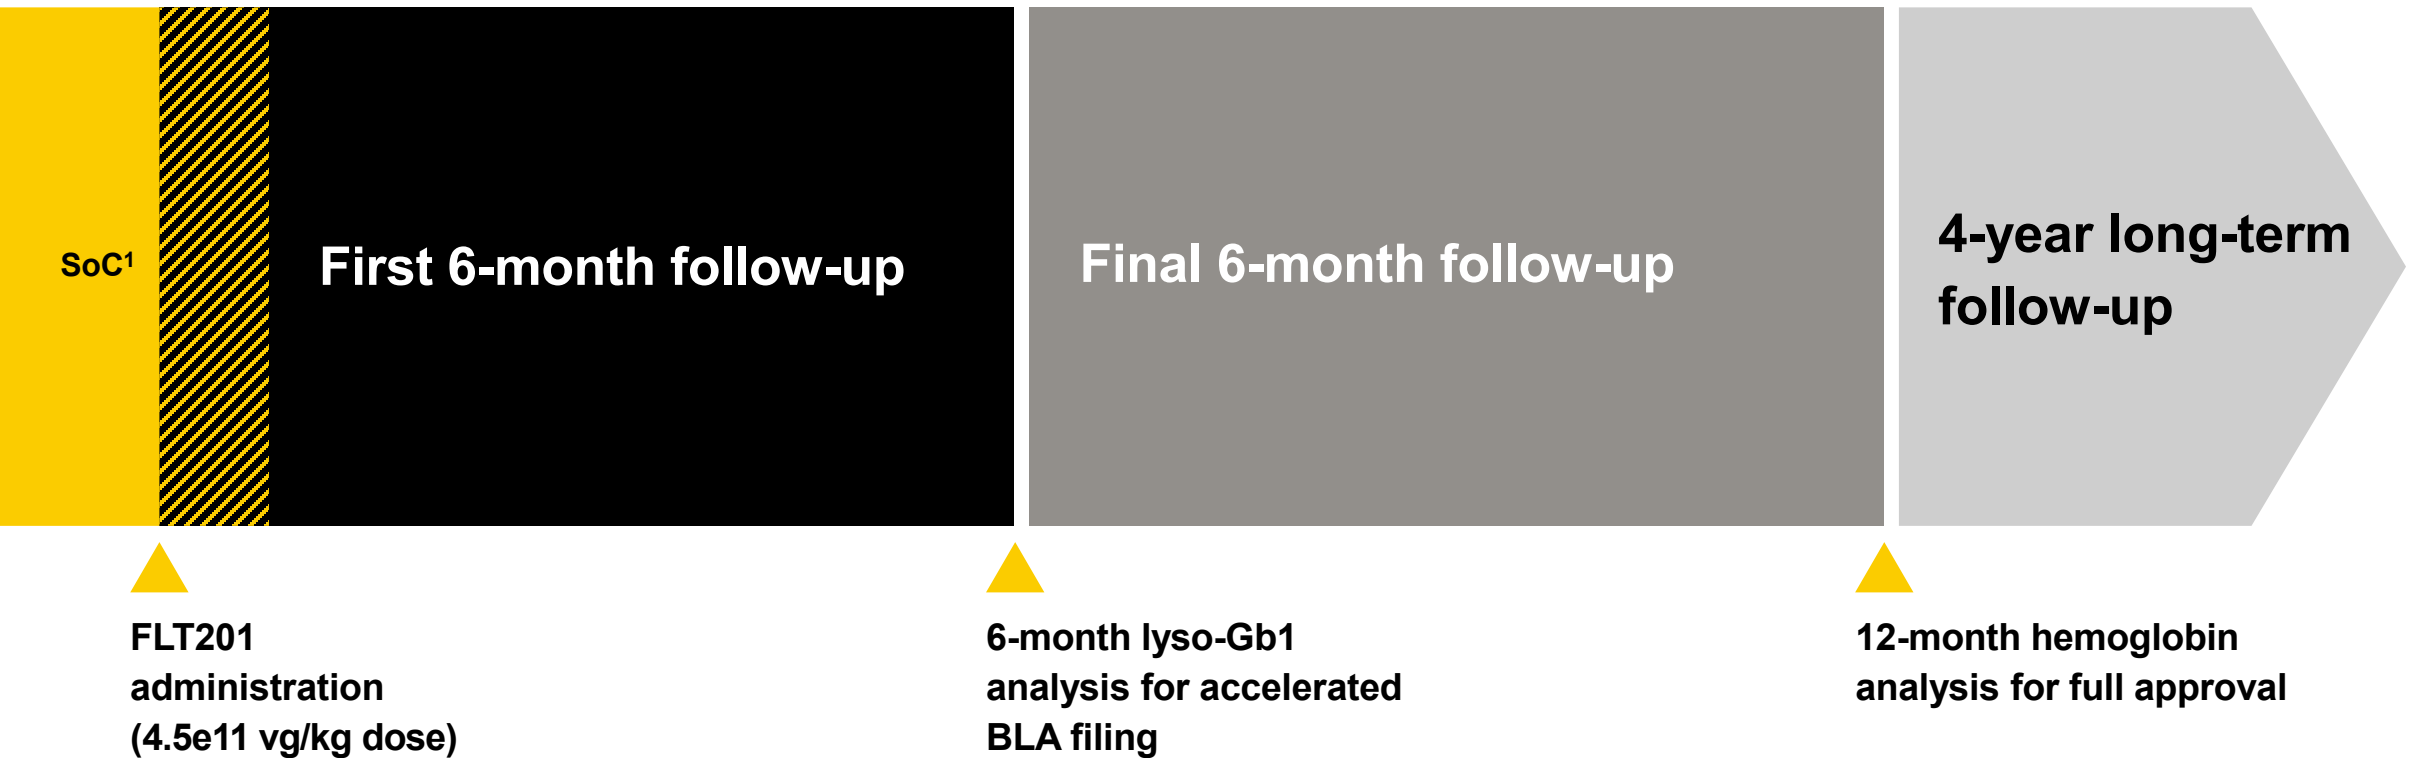 SoC¹
First 6-month follow-up
Final 6-month follow-up
4-year long-term
follow-up
FLT201
administration
(4.5e11 vg/kg dose)
6-month lyso-Gb1
analysis for accelerated
BLA filing
12-month hemoglobin
analysis for full approval